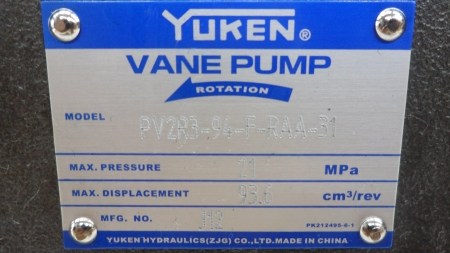 YUKEN®
VANE PUMP
ROTATION
MODEL PV2R3-94-F-RAA-31
MAX. PRESSURE 21 MPa
MAX. DISPLACEMENT 93.6 cm³/rev
MFG. NO. J12
PK212495-6-1
YUKEN HYDRAULICS(ZJG) CO.,LTD. MADE IN CHINA